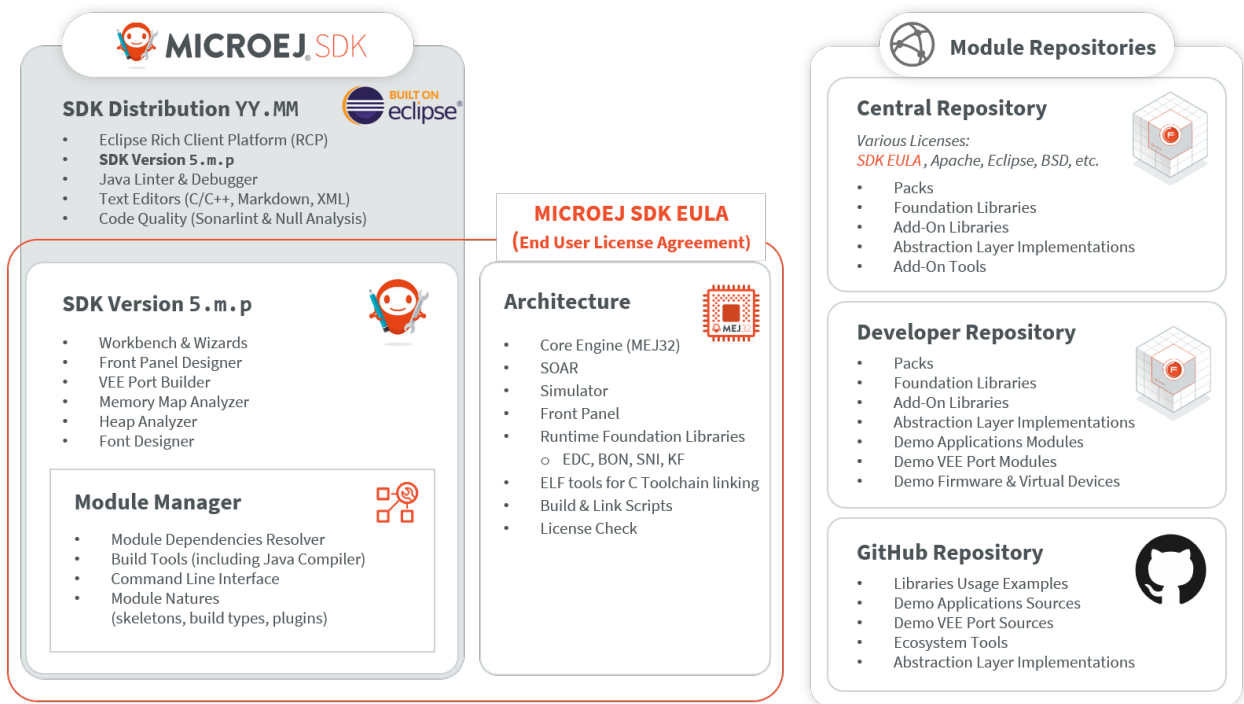 MICROEJ® SDK
SDK Distribution YY.MM
BUILT ON
eclipse®
• Eclipse Rich Client Platform (RCP)
• SDK Version 5.m.p
• Java Linter & Debugger
• Text Editors (C/C++, Markdown, XML)
• Code Quality (Sonarlint & Null Analysis)
MICROEJ SDK EULA
(End User License Agreement)
SDK Version 5.m.p
• Workbench & Wizards
• Front Panel Designer
• VEE Port Builder
• Memory Map Analyzer
• Heap Analyzer
• Font Designer
Module Manager
• Module Dependencies Resolver
• Build Tools (including Java Compiler)
• Command Line Interface
• Module Natures
(skeletons, build types, plugins)
Architecture
MEJ32
• Core Engine (MEJ32)
• SOAR
• Simulator
• Front Panel
• Runtime Foundation Libraries
o EDC, BON, SNI, KF
• ELF tools for C Toolchain linking
• Build & Link Scripts
• License Check
Module Repositories
Central Repository
Various Licenses:
SDK EULA , Apache, Eclipse, BSD, etc.
• Packs
• Foundation Libraries
• Add-On Libraries
• Abstraction Layer Implementations
• Add-On Tools
F
Developer Repository
• Packs
• Foundation Libraries
• Add-On Libraries
• Abstraction Layer Implementations
• Demo Applications Modules
• Demo VEE Port Modules
• Demo Firmware & Virtual Devices
F
GitHub Repository
• Libraries Usage Examples
• Demo Applications Sources
• Demo VEE Port Sources
• Ecosystem Tools
• Abstraction Layer Implementations